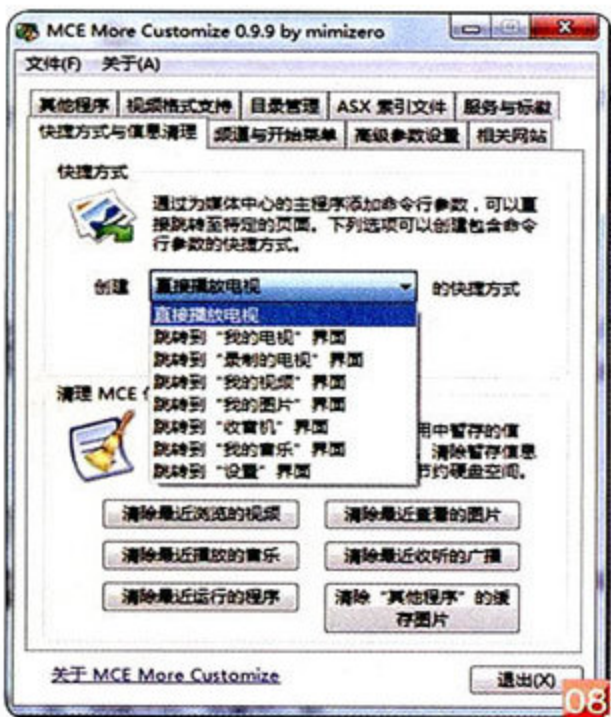 MCE More Customize 0.9.9 by mimizero
文件(F) 关于(A)
其他程序 视频格式支持 目录管理 ASX 索引文件 服务与标徽
快捷方式与信息清理 频道与开始菜单 高级参数设置 相关网站
快捷方式
通过为媒体中心的主程序添加命令行参数，可以直
接跳转至特定的页面。下列选项可以创建包含命令
行参数的快捷方式。
创建 直接播放电视 的快捷方式
直接播放电视
跳转到“我的电视”界面
跳转到“录制的电视”界面
跳转到“我的视频”界面
跳转到“我的图片”界面
跳转到“收音机”界面
跳转到“我的音乐”界面
跳转到“设置”界面
清理 MCE
用中暂存的信
清除暂存信息
节约硬盘空间。
清除最近浏览的视频 清除最近查看的图片
清除最近播放的音乐 清除最近收听的广播
清除最近运行的程序 清除“其他程序”的缓
存图片
关于 MCE More Customize 退出(X)
08